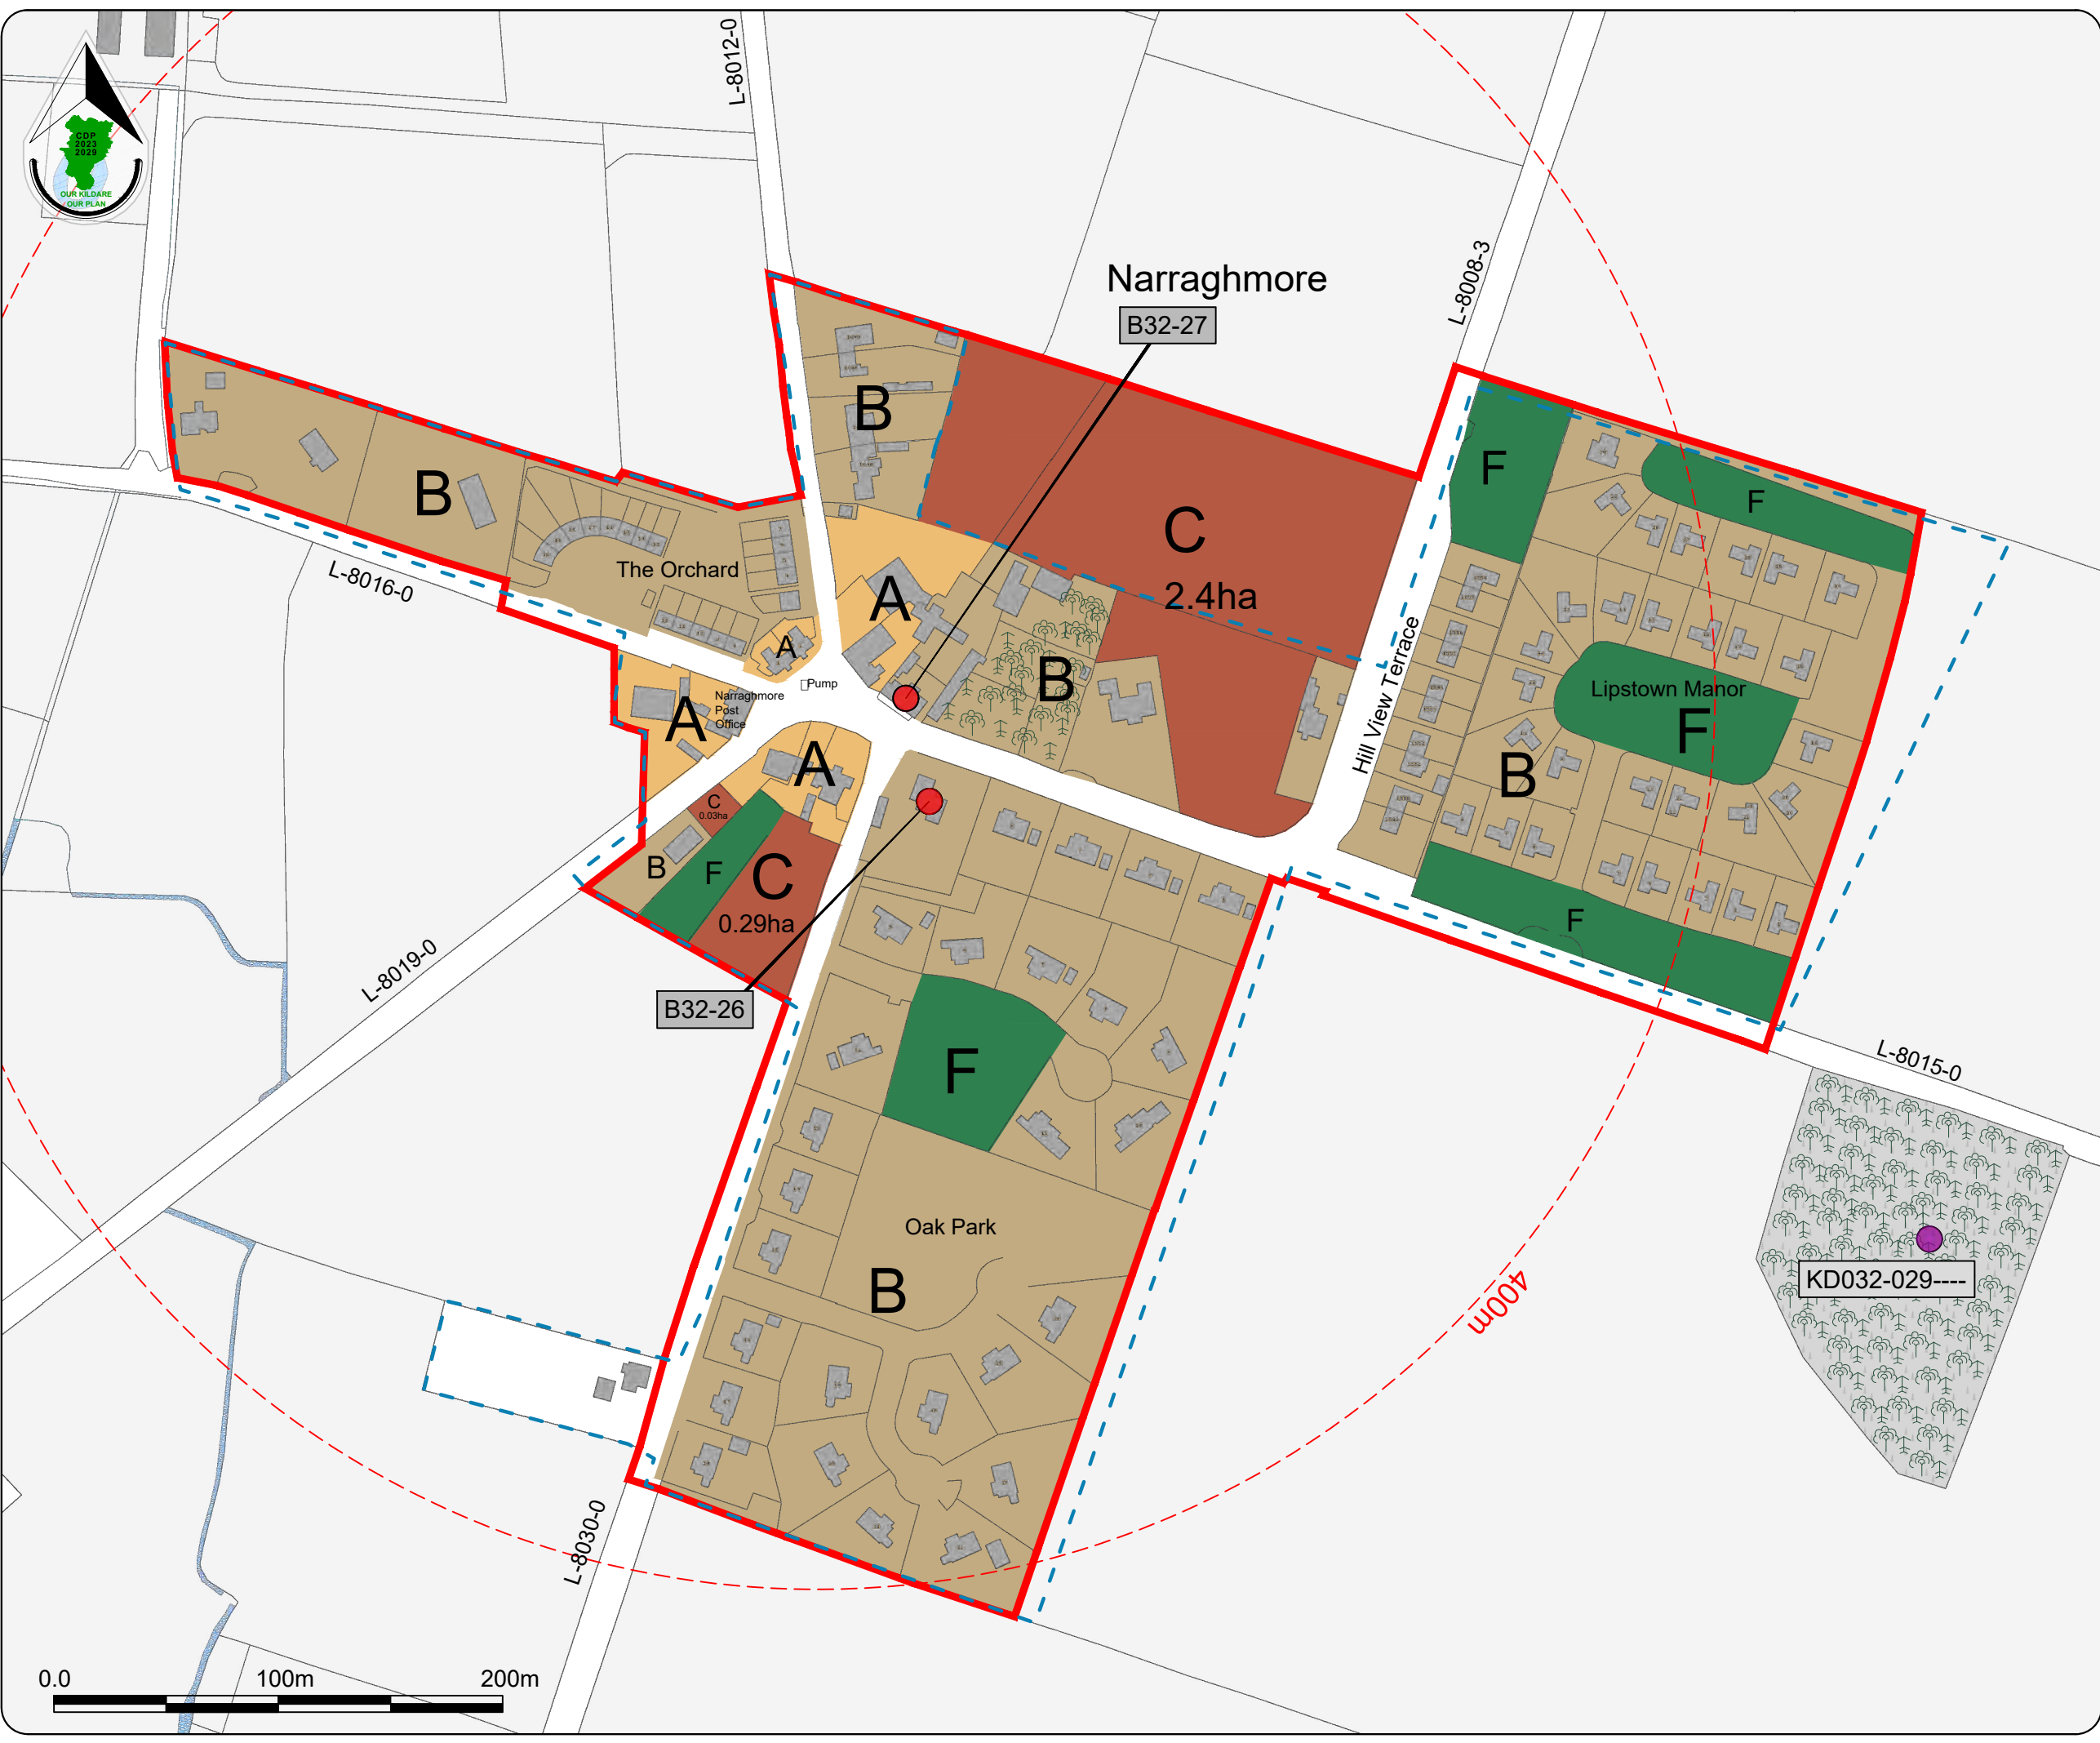 L-8012-0
CDP
2023
2029
OUR KILDARE
OUR PLAN
Narraghmore
B32-27
L-8008-3
B
F
F
B
C
2.4ha
The Orchard
L-8016-0
A
A
Pump
Narraghmore
Post
Office
A
B
Hill View Terrace
Lipstown Manor
F
B
A
C
0.03ha
B
F
C
0.29ha
F
L-8019-0
B32-26
F
L-8015-0
Oak Park
B
KD032-029----
400m
L-8030-0
0.0
100m
200m